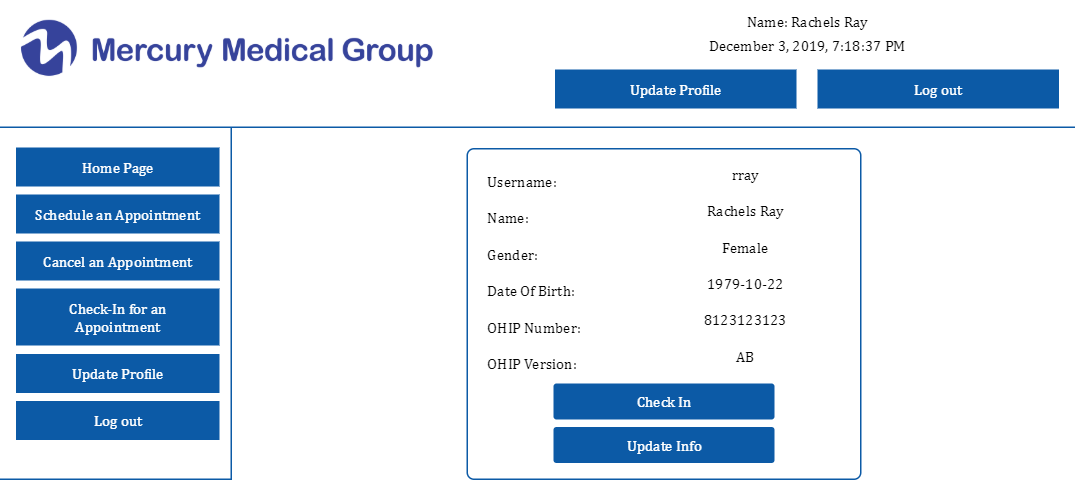 Mercury Medical Group
Name: Rachels Ray
December 3, 2019, 7:18:37 PM
Update Profile
Log out
Home Page
Schedule an Appointment
Cancel an Appointment
Check-In for an
Appointment
Update Profile
Log out
Username: rray
Name: Rachels Ray
Gender: Female
Date Of Birth: 1979-10-22
OHIP Number: 8123123123
OHIP Version: AB
Check In
Update Info